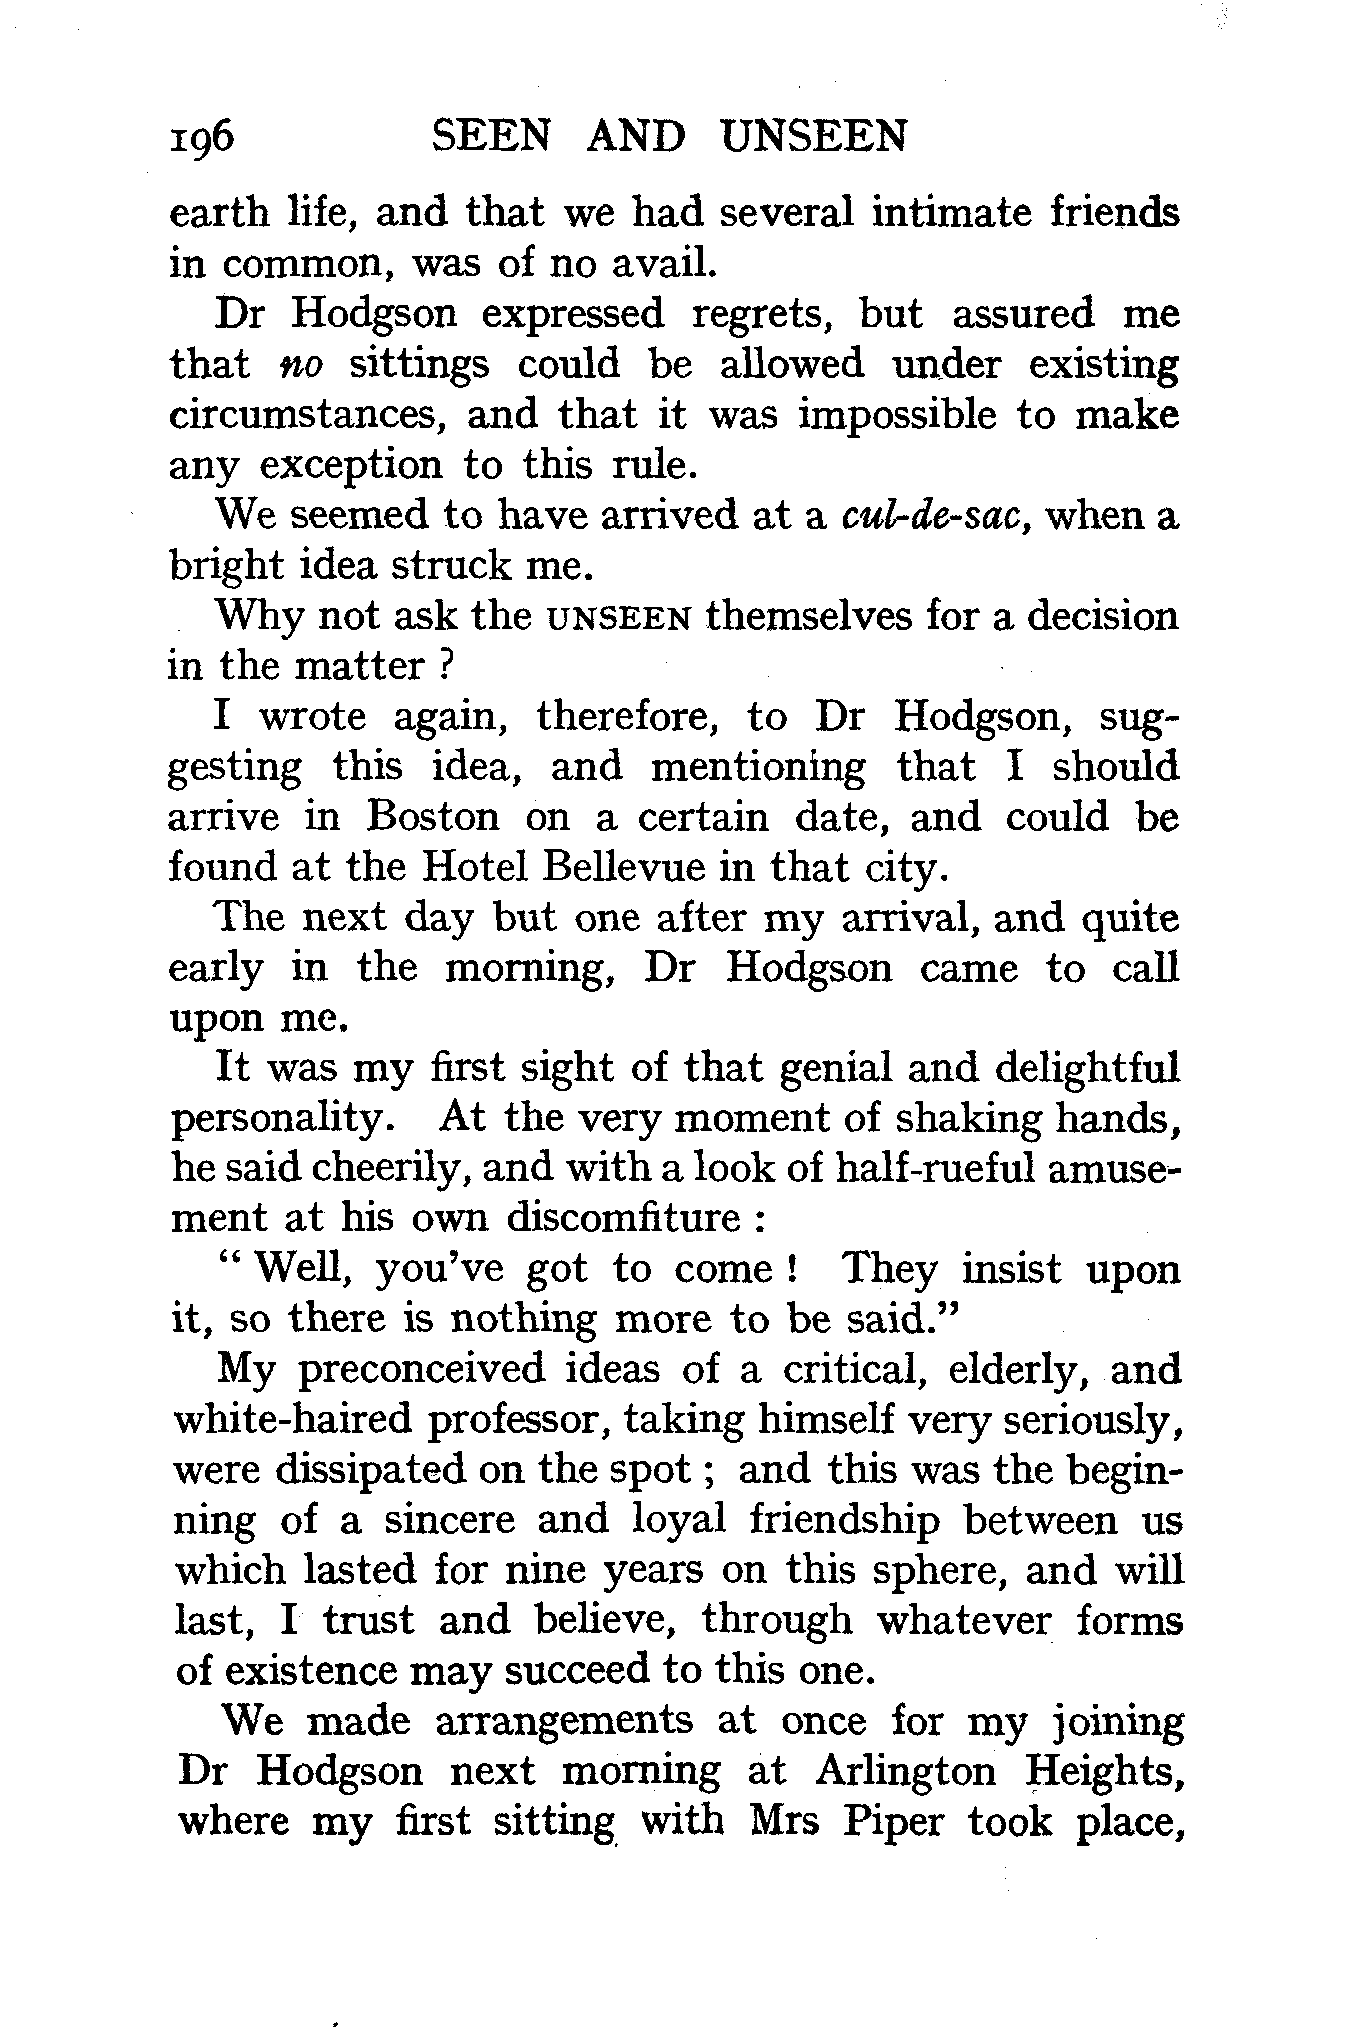 196 SEEN AND UNSEEN
earth life, and that we had several intimate friends
in common, was of no avail.
Dr Hodgson expressed regrets, but assured me
that no sittings could be allowed under existing
circumstances, and that it was impossible to make
any exception to this rule.
We seemed to have arrived at a cul-de-sac, when a
bright idea struck me.
Why not ask the UNSEEN themselves for a decision
in the matter ?
I wrote again, therefore, to Dr Hodgson, sug-
gesting this idea, and mentioning that I should
arrive in Boston on a certain date, and could be
found at the Hotel Bellevue in that city.
The next day but one after my arrival, and quite
early in the morning, Dr Hodgson came to call
upon me.
It was my first sight of that genial and delightful
personality. At the very moment of shaking hands,
he said cheerily, and with a look of half-rueful amuse-
ment at his own discomfiture :
“ Well, you’ve got to come ! They insist upon
it, so there is nothing more to be said.”
My preconceived ideas of a critical, elderly, and
white-haired professor, taking himself very seriously,
were dissipated on the spot ; and this was the begin-
ning of a sincere and loyal friendship between us
which lasted for nine years on this sphere, and will
last, I trust and believe, through whatever forms
of existence may succeed to this one.
We made arrangements at once for my joining
Dr Hodgson next morning at Arlington Heights,
where my first sitting with Mrs Piper took place,